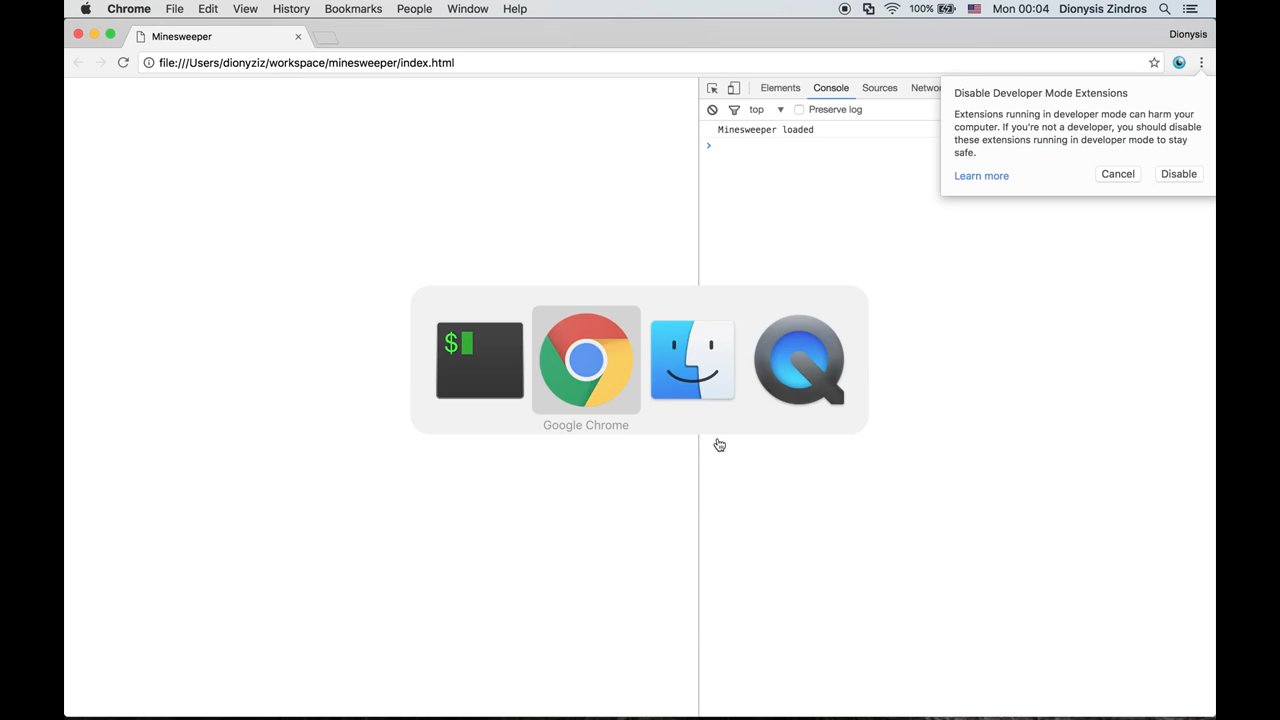 Chrome File Edit View History Bookmarks People Window Help 100% Mon 00:04 Dionysis Zindros
Minesweeper Dionysis
file:///Users/dionyziz/workspace/minesweeper/index.html
Elements Console Sources Networ
top Preserve log
Minesweeper loaded
Disable Developer Mode Extensions
Extensions running in developer mode can harm your
computer. If you're not a developer, you should disable
these extensions running in developer mode to stay
safe.
Learn more Cancel Disable
$
Google Chrome